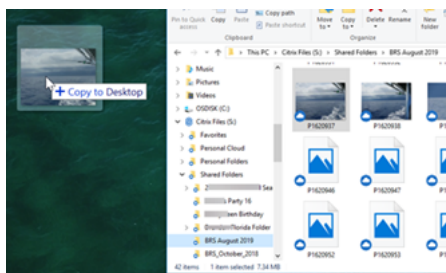 Pin to Quick access
Copy
Paste
Copy path
Paste shortcut
Move to
Copy to
Delete
Rename
New folder
Clipboard
Organize
This PC > Citrix Files (S:) > Shared Folders > BRS August 2019
Music
Pictures
Videos
OSDISK (C:)
Citrix Files (S:)
Favorites
Personal Cloud
Personal Folders
Shared Folders
2 Sea
Party 16
en Birthday
Florida Folder
BRS August 2019
BRS_October_2018
P1620937
P1620938
P1620946
P1620947
P1620952
P1620953
Copy to Desktop
42 items 1 item selected 7.34 MB